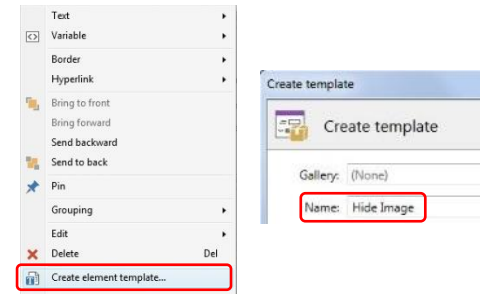 Text
Variable
Border
Hyperlink
Bring to front
Bring forward
Send backward
Send to back
Pin
Grouping
Edit
Delete Del
Create element template...
Create template
Create template
Gallery: (None)
Name: Hide Image